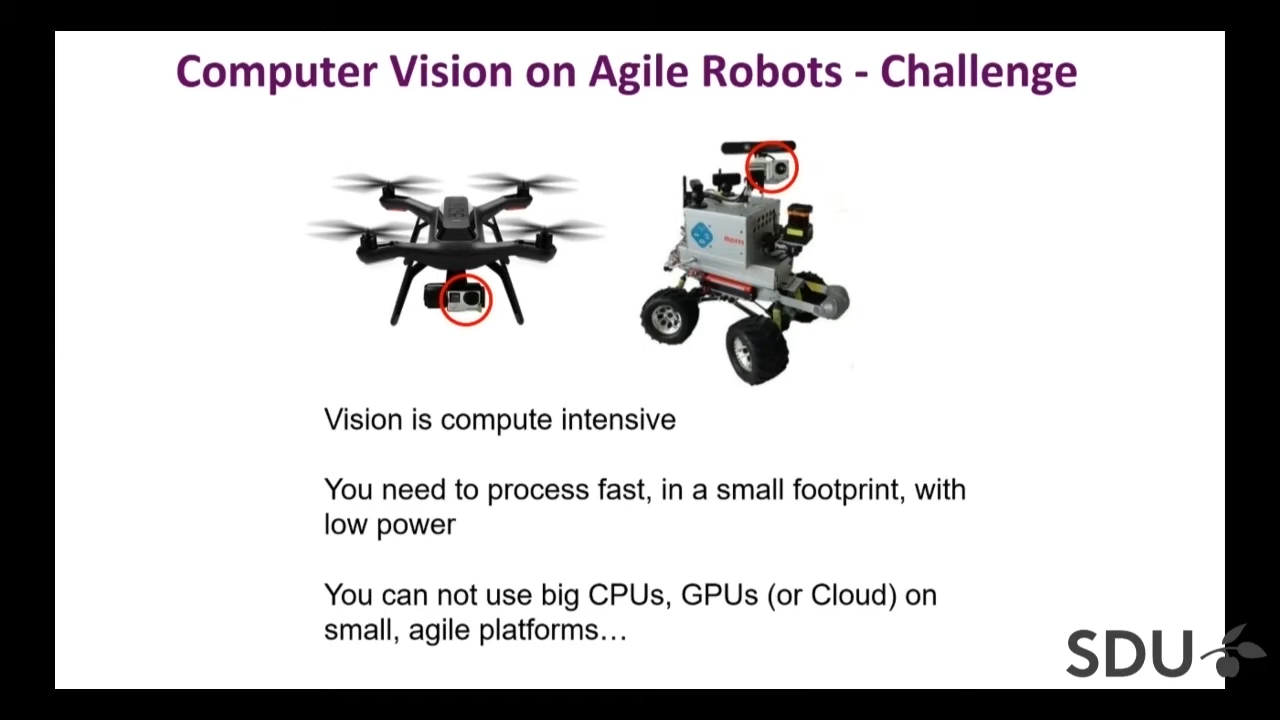 Computer Vision on Agile Robots - Challenge
Vision is compute intensive
You need to process fast, in a small footprint, with
low power
You can not use big CPUs, GPUs (or Cloud) on
small, agile platforms…
SDU